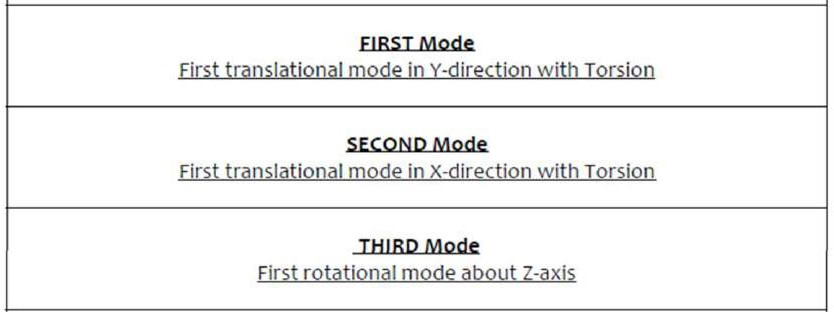 FIRST Mode
First translational mode in Y-direction with Torsion
SECOND Mode
First translational mode in X-direction with Torsion
THIRD Mode
First rotational mode about Z-axis